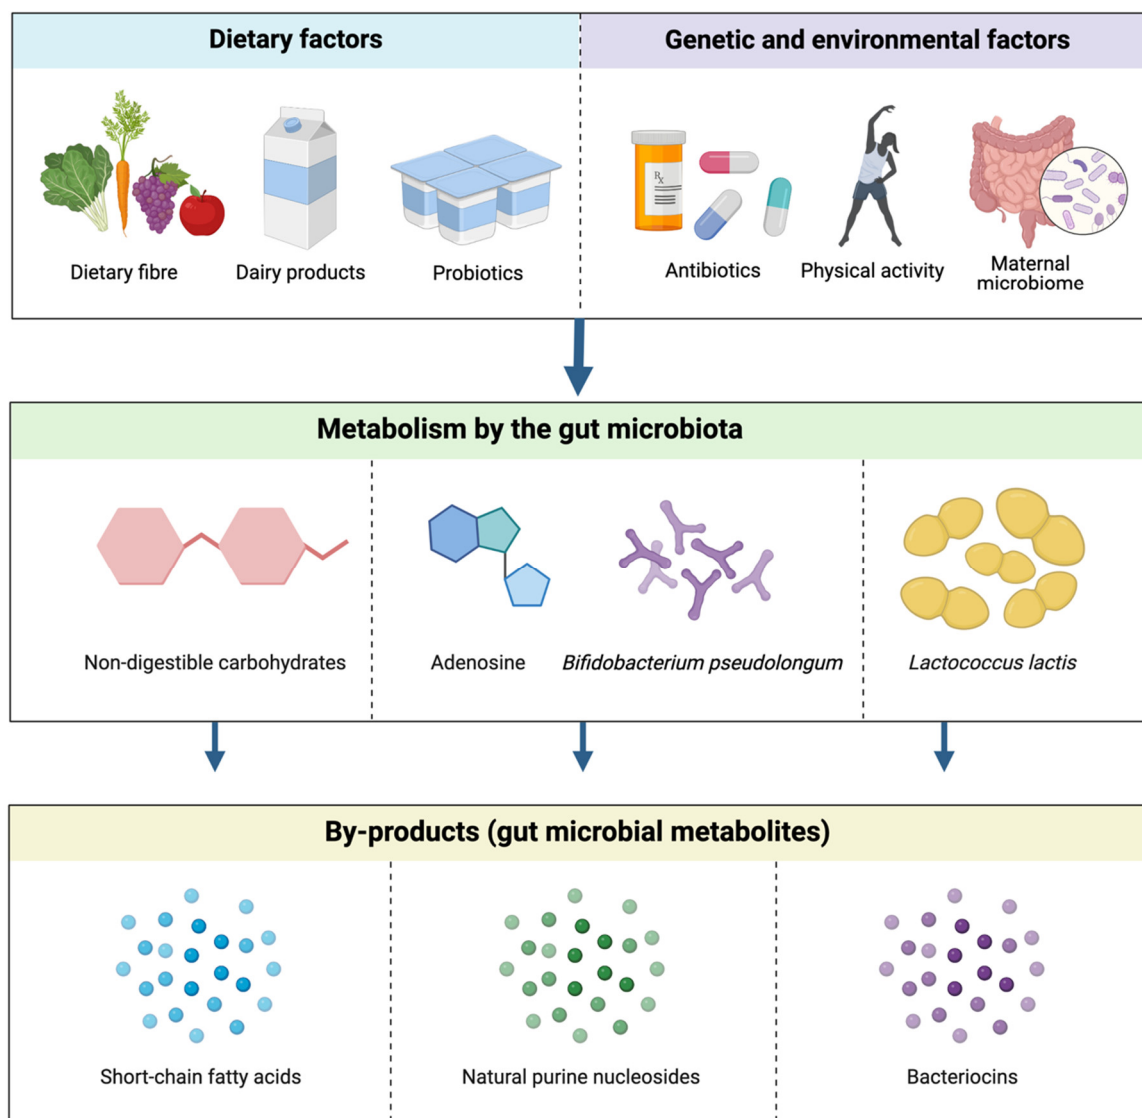 Dietary factors
Genetic and environmental factors
Rx
Dietary fibre
Dairy products
Probiotics
Antibiotics
Physical activity
Maternal
microbiome
Metabolism by the gut microbiota
Non-digestible carbohydrates
Adenosine
Bifidobacterium pseudolongum
Lactococcus lactis
By-products (gut microbial metabolites)
Short-chain fatty acids
Natural purine nucleosides
Bacteriocins